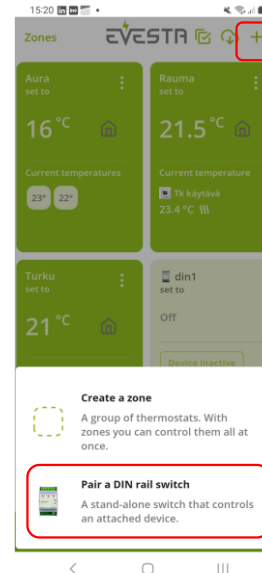 15:20
Zones EVESTA +
Aura
set to
16 °C
Current temperatures
23° 22°
Rauma
set to
21.5 °C
Current temperature
Tk käytävä
23.4 °C
Turku
set to
21 °C
din1
set to
Off
Device inactive
Create a zone
A group of thermostats. With
zones you can control them all at
once.
Pair a DIN rail switch
A stand-alone switch that controls
an attached device.